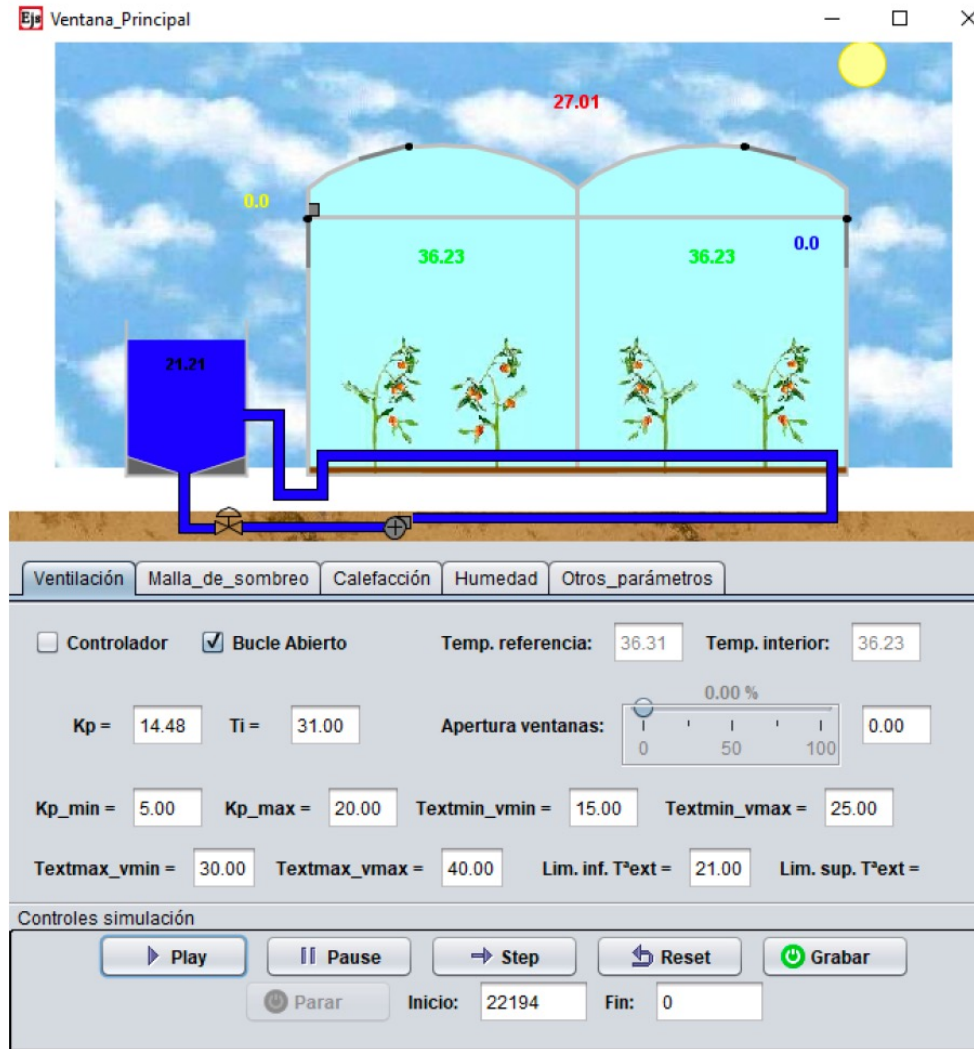 Ejs Ventana_Principal
27.01
0.0
0.0
36.23 36.23
21.21
Ventilación Malla_de_sombreo Calefacción Humedad Otros_parámetros
Controlador Bucle Abierto Temp. referencia: 36.31 Temp. interior: 36.23
0.00 %
Kp = 14.48 Ti = 31.00 Apertura ventanas: 0.00
0 50 100
Kp_min = 5.00 Kp_max = 20.00 Textmin_vmin = 15.00 Textmin_vmax = 25.00
Textmax_vmin = 30.00 Textmax_vmax = 40.00 Lim. inf. Tªext = 21.00 Lim. sup. Tªext =
Controles simulación
Play Pause Step Reset Grabar
Parar Inicio: 22194 Fin: 0